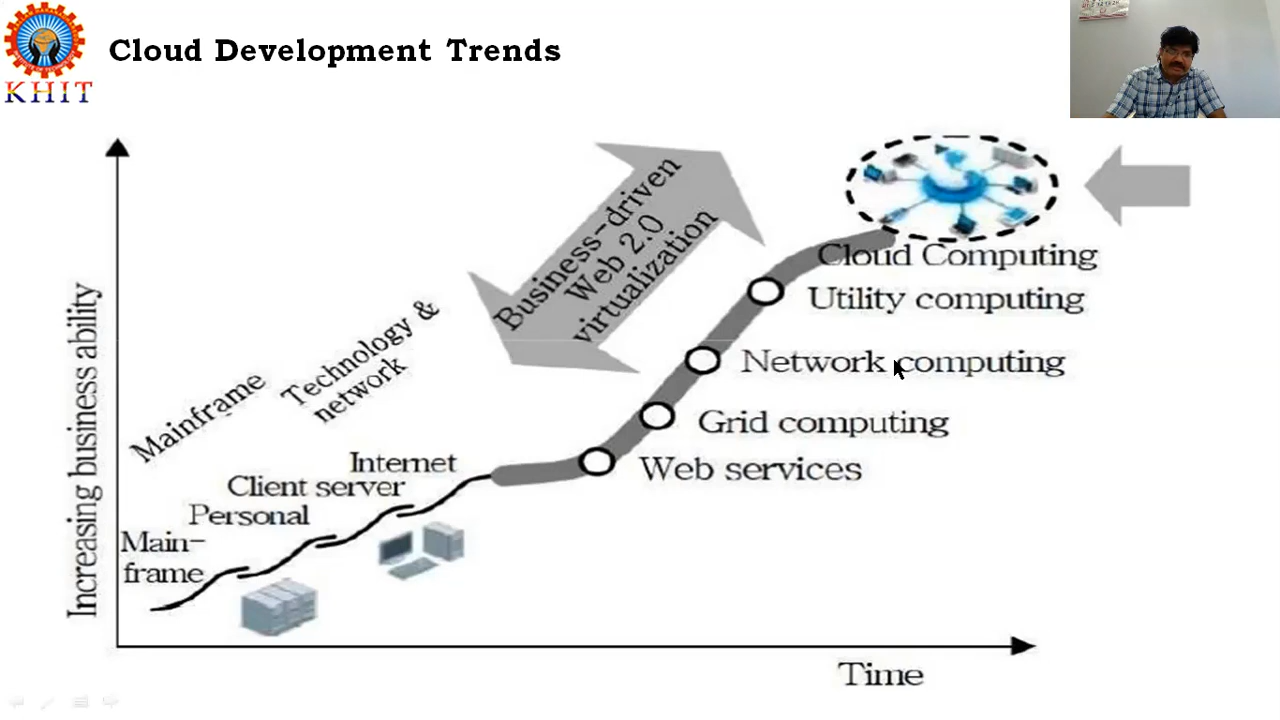 Cloud Development Trends
KHIT
Increasing business ability
Mainframe
Technology &
network
Business-driven
Web 2.0
virtualization
Cloud Computing
Utility computing
Network computing
Grid computing
Web services
Internet
Client server
Personal
Main-
frame
Time